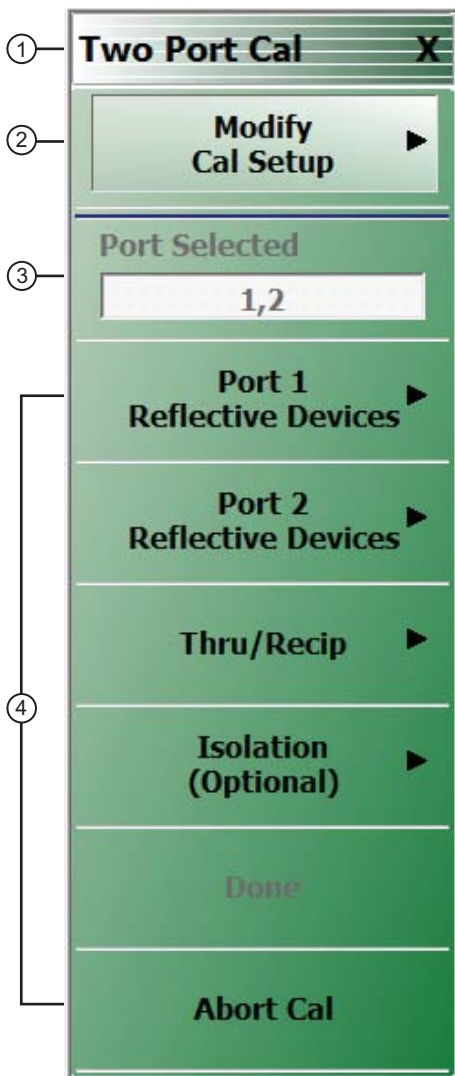 1
Two Port Cal X
2
Modify
Cal Setup
3
Port Selected
1,2
Port 1
Reflective Devices
Port 2
Reflective Devices
Thru/Recip
4
Isolation
(Optional)
Done
Abort Cal